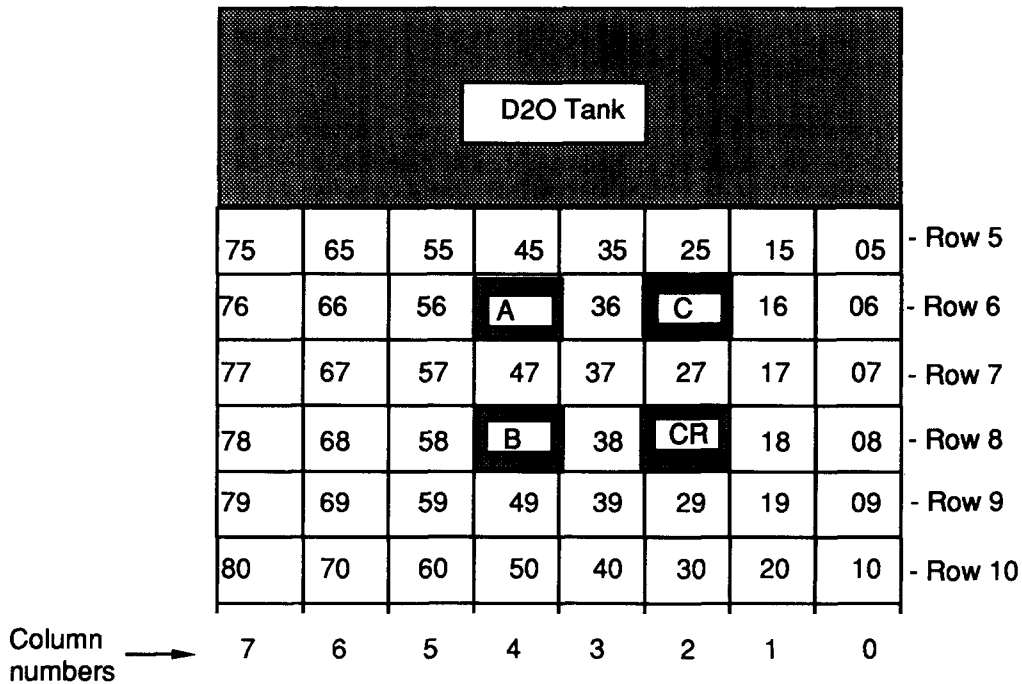 D2O Tank
75 65 55 45 35 25 15 05 - Row 5
76 66 56 A 36 C 16 06 - Row 6
77 67 57 47 37 27 17 07 - Row 7
78 68 58 B 38 CR 18 08 - Row 8
79 69 59 49 39 29 19 09 - Row 9
80 70 60 50 40 30 20 10 - Row 10
Column
numbers 7 6 5 4 3 2 1 0